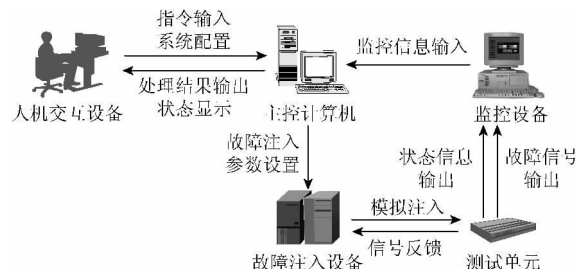 指令输入
系统配置
监控信息输入
处理结果输出
状态显示
人机交互设备
主控计算机
监控设备
故障注入
参数设置
状态信息
输出
故障信号
输出
模拟注入
信号反馈
故障注入设备
测试单元